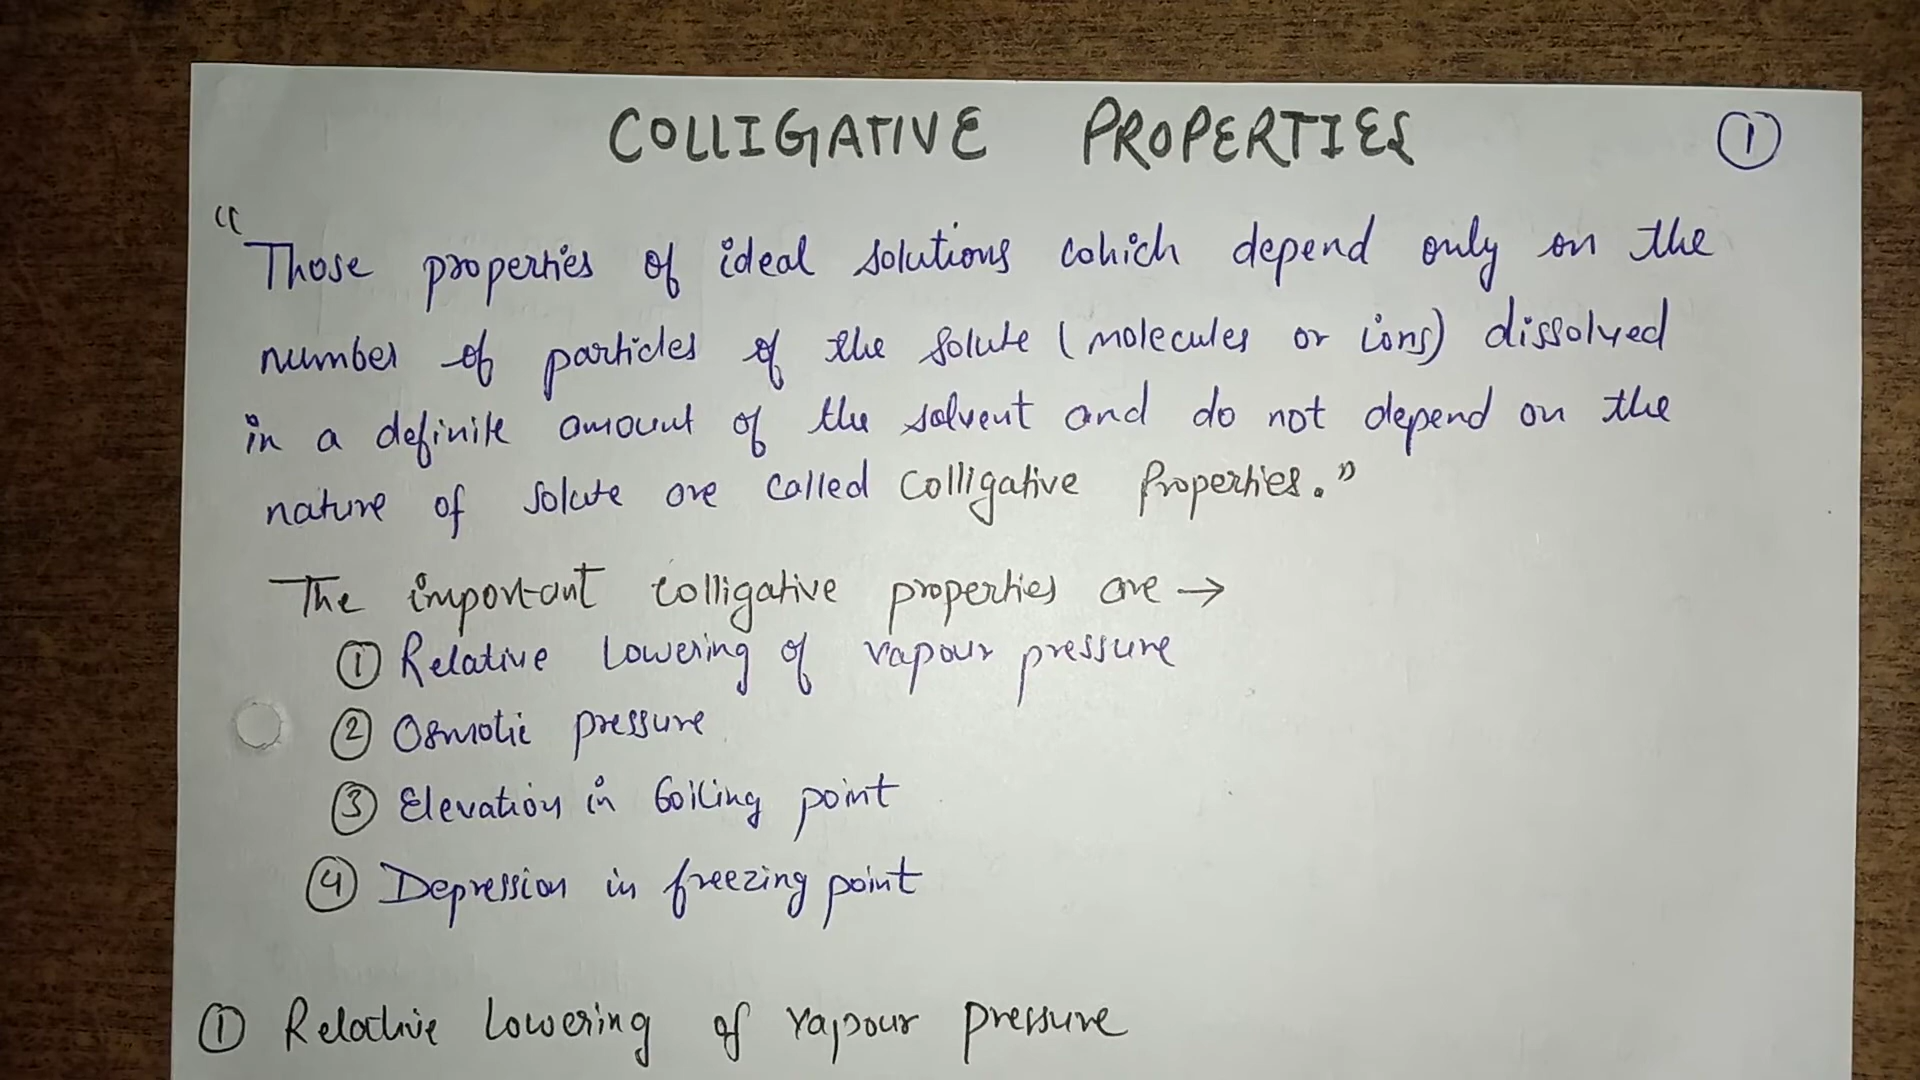 COLLIGATIVE PROPERTIES ①
"Those properties of ideal solutions which depend only on the
number of particles of the solute (molecules or ions) dissolved
in a definite amount of the solvent and do not depend on the
nature of solute are called Colligative Properties."
The important colligative properties are →
① Relative lowering of vapour pressure
② Osmotic pressure
③ Elevation in boiling point
④ Depression in freezing point
① Relative Lowering of vapour pressure